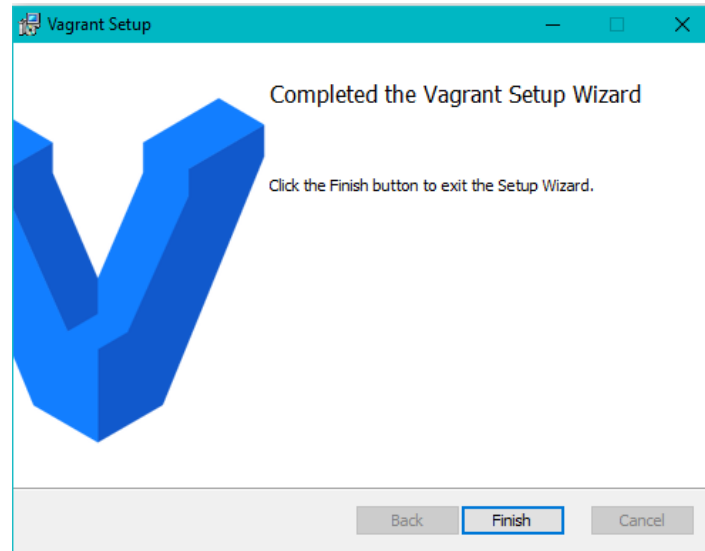 Vagrant Setup
Completed the Vagrant Setup Wizard
Click the Finish button to exit the Setup Wizard.
Back
Finish
Cancel